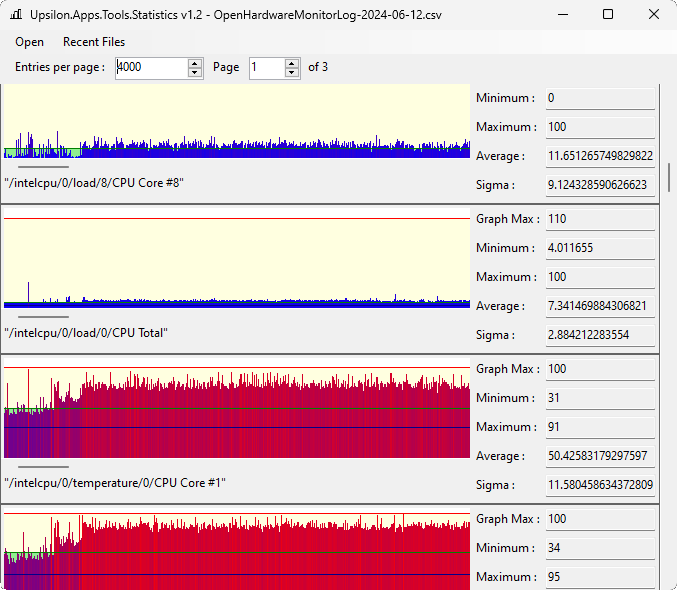 Upsilon.Apps.Tools.Statistics v1.2 - OpenHardwareMonitorLog-2024-06-12.csv
Open Recent Files
Entries per page : 4000 Page 1 of 3
Minimum : 0
Maximum : 100
Average : 11.651265749829822
Sigma : 9.124328590626623
"/intelcpu/0/load/8/CPU Core #8"
Graph Max : 110
Minimum : 4.011655
Maximum : 100
Average : 7.341469884306821
Sigma : 2.884212283554
"/intelcpu/0/load/0/CPU Total"
Graph Max : 100
Minimum : 31
Maximum : 91
Average : 50.42583179297597
Sigma : 11.580458634372809
"/intelcpu/0/temperature/0/CPU Core #1"
Graph Max : 100
Minimum : 34
Maximum : 95